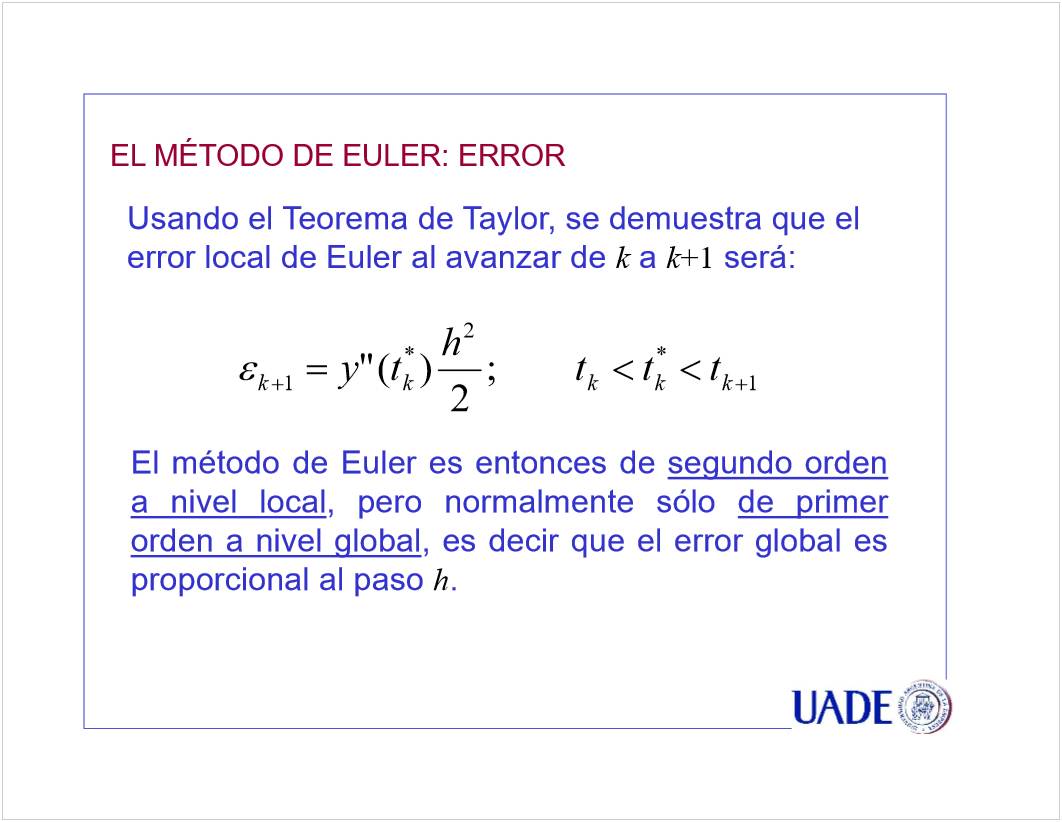 EL MÉTODO DE EULER: ERROR
Usando el Teorema de Taylor, se demuestra que el
error local de Euler al avanzar de k a k+1 será:
ε_{k+1} = y''(t_k^*) h^2/2; t_k < t_k^* < t_{k+1}
El método de Euler es entonces de segundo orden
a nivel local, pero normalmente sólo de primer
orden a nivel global, es decir que el error global es
proporcional al paso h.
UADE